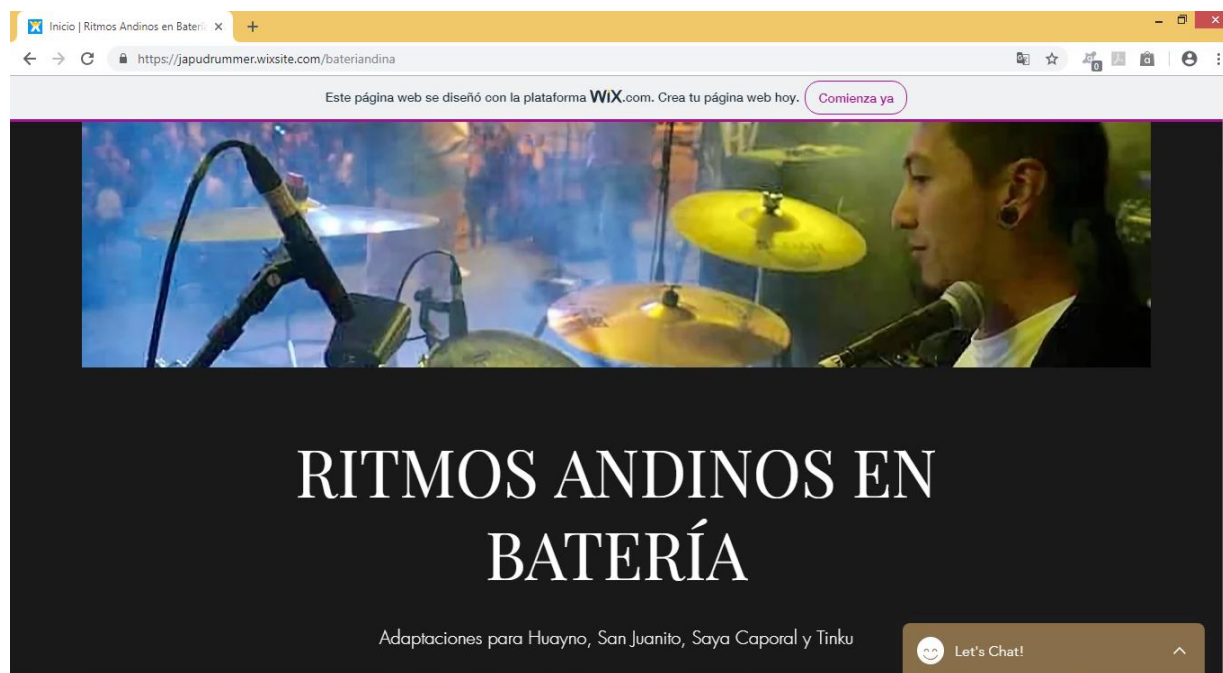 Inicio | Ritmos Andinos en Baterí
https://japudrummer.wixsite.com/bateriandina
0
Este página web se diseñó con la plataforma WiX.com. Crea tu página web hoy. Comienza ya
RITMOS ANDINOS EN
BATERÍA
Adaptaciones para Huayno, San Juanito, Saya Caporal y Tinku
Let's Chat!